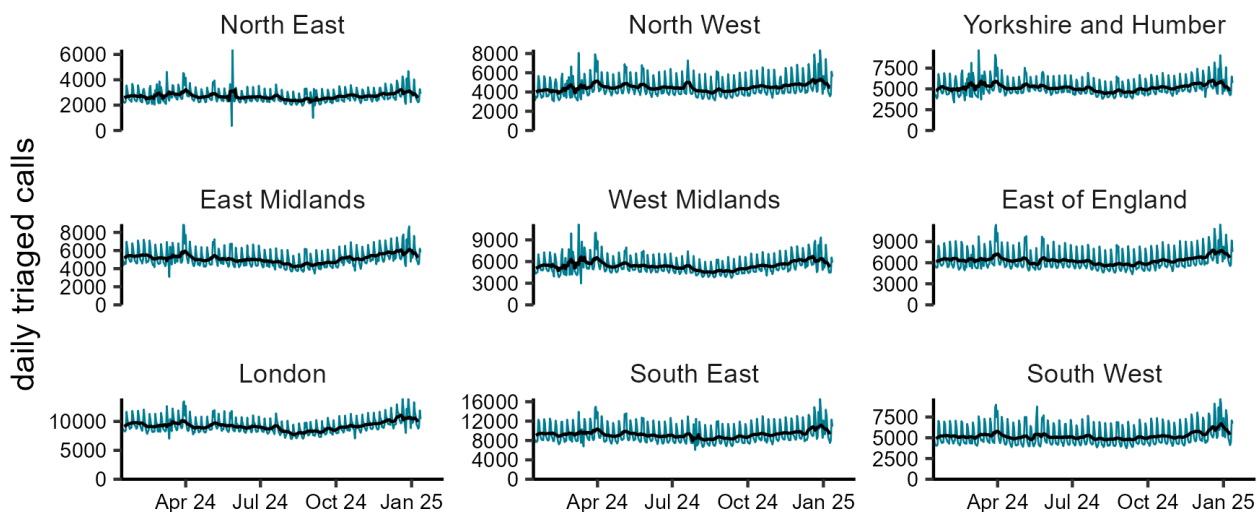 North East
North West
Yorkshire and Humber
6000
4000
2000
0
8000
6000
4000
2000
0
7500
5000
2500
0
daily triaged calls
East Midlands
West Midlands
East of England
8000
6000
4000
2000
0
9000
6000
3000
0
9000
6000
3000
0
London
South East
South West
10000
5000
0
16000
12000
8000
4000
0
7500
5000
2500
0
Apr 24 Jul 24 Oct 24 Jan 25
Apr 24 Jul 24 Oct 24 Jan 25
Apr 24 Jul 24 Oct 24 Jan 25